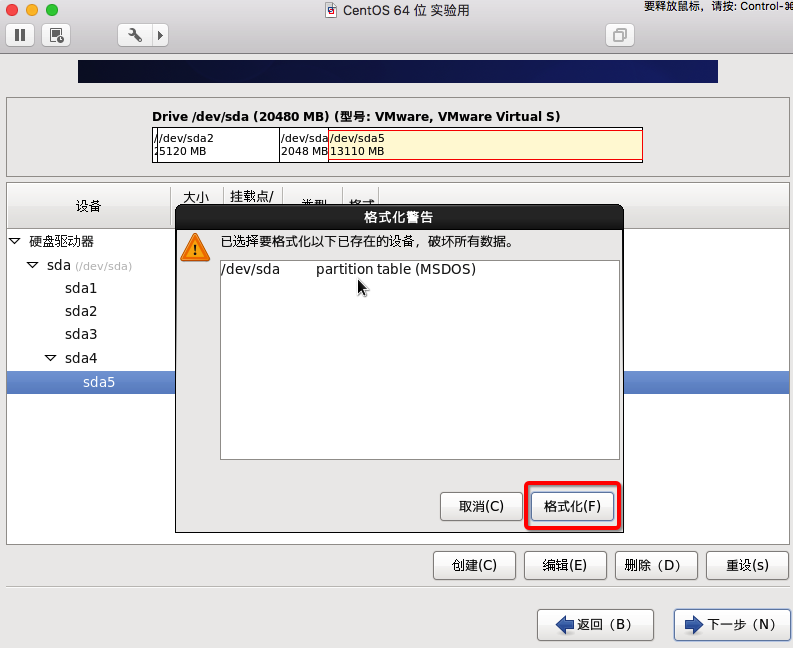 CentOS 64 位 实验用
要释放鼠标，请按: Control-⌘
Drive /dev/sda (20480 MB) (型号: VMware, VMware Virtual S)
/dev/sda2
5120 MB
/dev/sda
2048 MB
/dev/sda5
13110 MB
设备
大小
挂载点/
类型
格式
硬盘驱动器
sda (/dev/sda)
sda1
sda2
sda3
sda4
sda5
格式化警告
已选择要格式化以下已存在的设备，破坏所有数据。
/dev/sda partition table (MSDOS)
取消(C) 格式化(F)
创建(C) 编辑(E) 删除（D） 重设(s)
返回（B） 下一步（N）